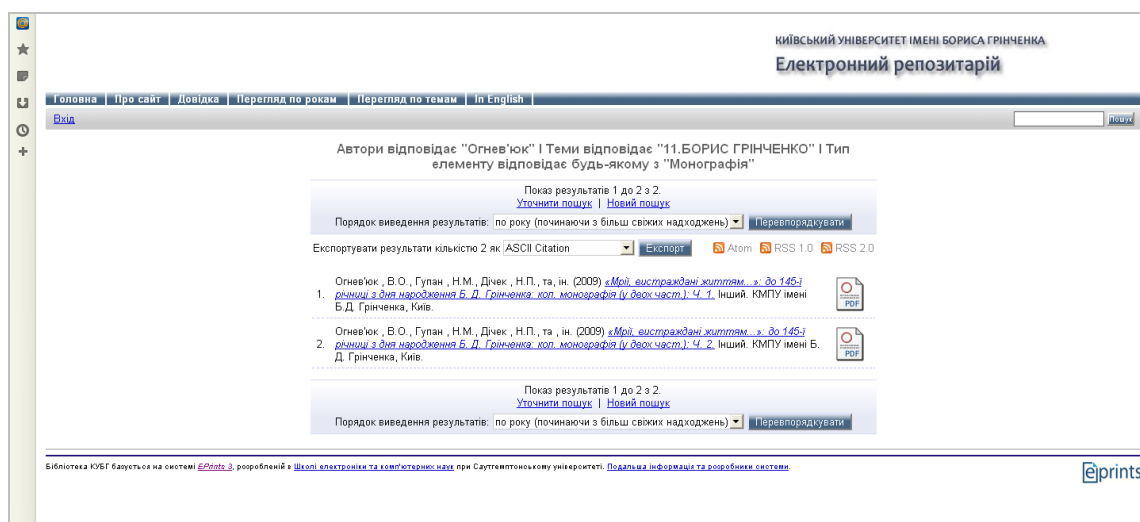 КИЇВСЬКИЙ УНІВЕРСИТЕТ ІМЕНІ БОРИСА ГРІНЧЕНКА
Електронний репозитарій
Головна | Про сайт | Довідка | Перегляд по рокам | Перегляд по темам | In English
Вхід
Пошук
Автори відповідає "Огнев'юк" І Теми відповідає "11.БОРИС ГРІНЧЕНКО" І Тип
елементу відповідає будь-якому з "Монографія"
Показ результатів 1 до 2 з 2.
Уточнити пошук | Новий пошук
Порядок виведення результатів: по року (починаючи з більш свіжих надходжень) Перевпорядкувати
Експортувати результати кількістю 2 як ASCII Citation Експорт Atom RSS 1.0 RSS 2.0
Огнев'юк , В.О., Гупан , Н.М., Дічек , Н.П., та, ін. (2009) «Мрії, вистраждані життям...»: до 145-ї
1. річниці з дня народження Б. Д. Грінченка: кол. монографія (у двох част.): Ч. 1. Інший. КМПУ імені
Б.Д. Грінченка, Київ.
PDF
Огнев'юк , В.О., Гупан , Н.М., Дічек , Н.П., та , ін. (2009) «Мрії, вистраждані життям...»: до 145-ї
2. річниці з дня народження Б. Д. Грінченка: кол. монографія (у двох част.): Ч. 2. Інший. КМПУ імені Б.
Д. Грінченка, Київ.
PDF
Показ результатів 1 до 2 з 2.
Уточнити пошук | Новий пошук
Порядок виведення результатів: по року (починаючи з більш свіжих надходжень) Перевпорядкувати
Бібліотека КУБГ базується на системі EPrints 3, розробленій в Школі електроніки та комп'ютерних наук при Саутгемптонському університеті. Подальша інформація та розробники системи.
eprints